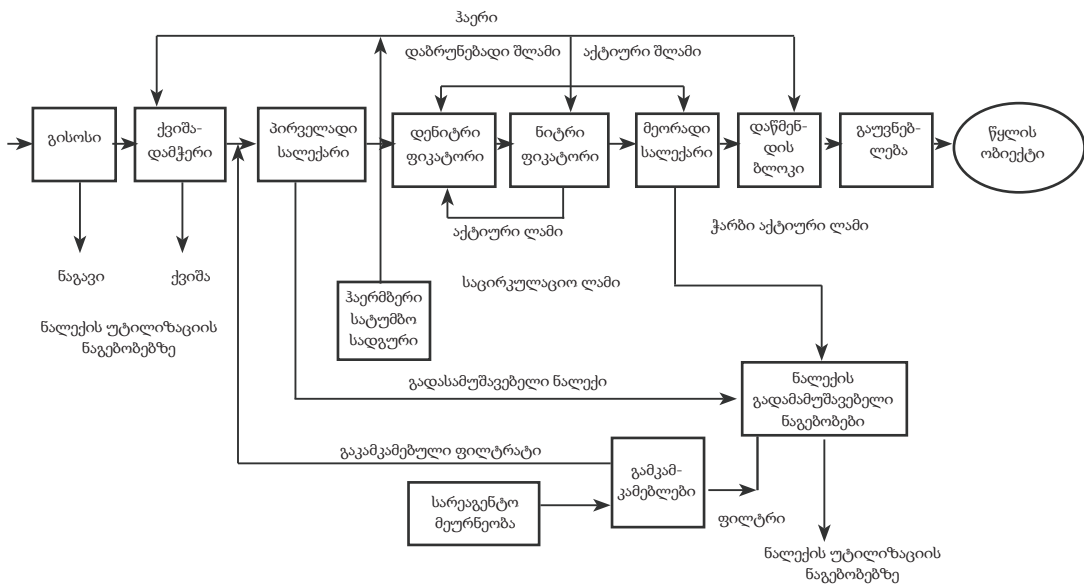 ჰაერი
დაბრუნებადი შლამი
აქტიური შლამი
გისოსი
ქვიშა-
დამჭერი
პირველადი
სალექარი
დენიტრი
ფიკატორი
ნიტრი
ფიკატორი
მეორადი
სალექარი
დაწმენ-
დის
ბლოკი
გაუვნებ-
ლება
წყლის
ობიექტი
აქტიური ლამი
ჭარბი აქტიური ლამი
ნაგავი
ქვიშა
საცირკულაციო ლამი
ჰაერმბერი
სატუმბო
სადგური
ნალექის უტილიზაციის
ნაგებობებზე
გადასამუშავებელი ნალექი
ნალექის
გადამამუშავებელი
ნაგებობები
გაკამკამებული ფილტრატი
გამკამ-
კამებლები
სარეაგენტო
მეურნეობა
ფილტრი
ნალექის უტილიზაციის
ნაგებობებზე